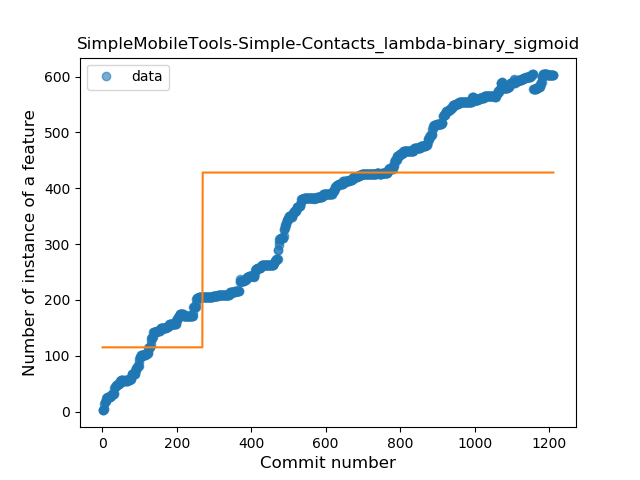 SimpleMobileTools-Simple-Contacts_lambda-binary_sigmoid
data
Number of instance of a feature
600
500
400
300
200
100
0
0 200 400 600 800 1000 1200
Commit number